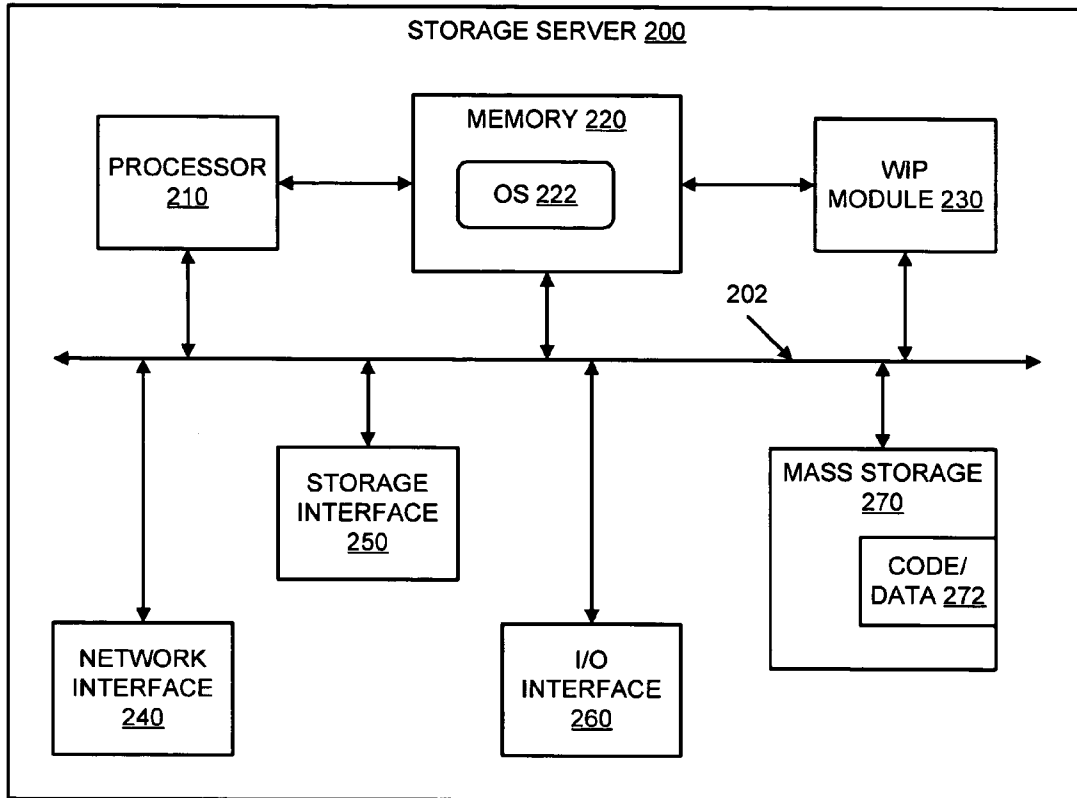 STORAGE SERVER 200
MEMORY 220
OS 222
PROCESSOR
210
WIP
MODULE 230
202
STORAGE
INTERFACE
250
MASS STORAGE
270
CODE/
DATA 272
NETWORK
INTERFACE
240
I/O
INTERFACE
260